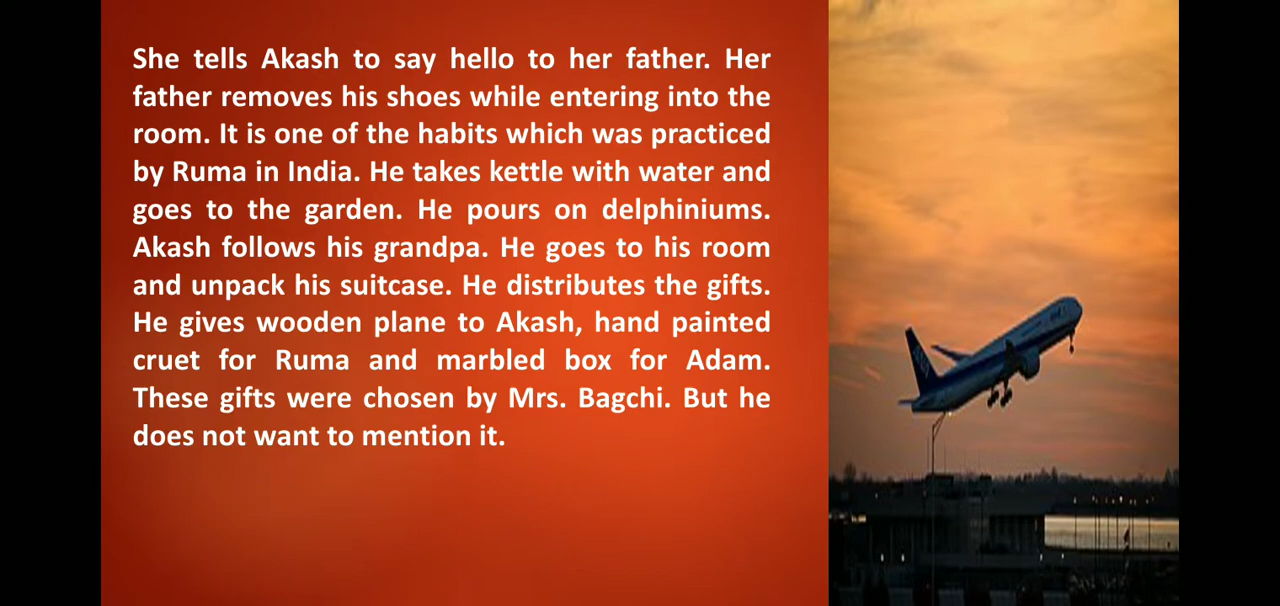 She tells Akash to say hello to her father. Her
father removes his shoes while entering into the
room. It is one of the habits which was practiced
by Ruma in India. He takes kettle with water and
goes to the garden. He pours on delphiniums.
Akash follows his grandpa. He goes to his room
and unpack his suitcase. He distributes the gifts.
He gives wooden plane to Akash, hand painted
cruet for Ruma and marbled box for Adam.
These gifts were chosen by Mrs. Bagchi. But he
does not want to mention it.